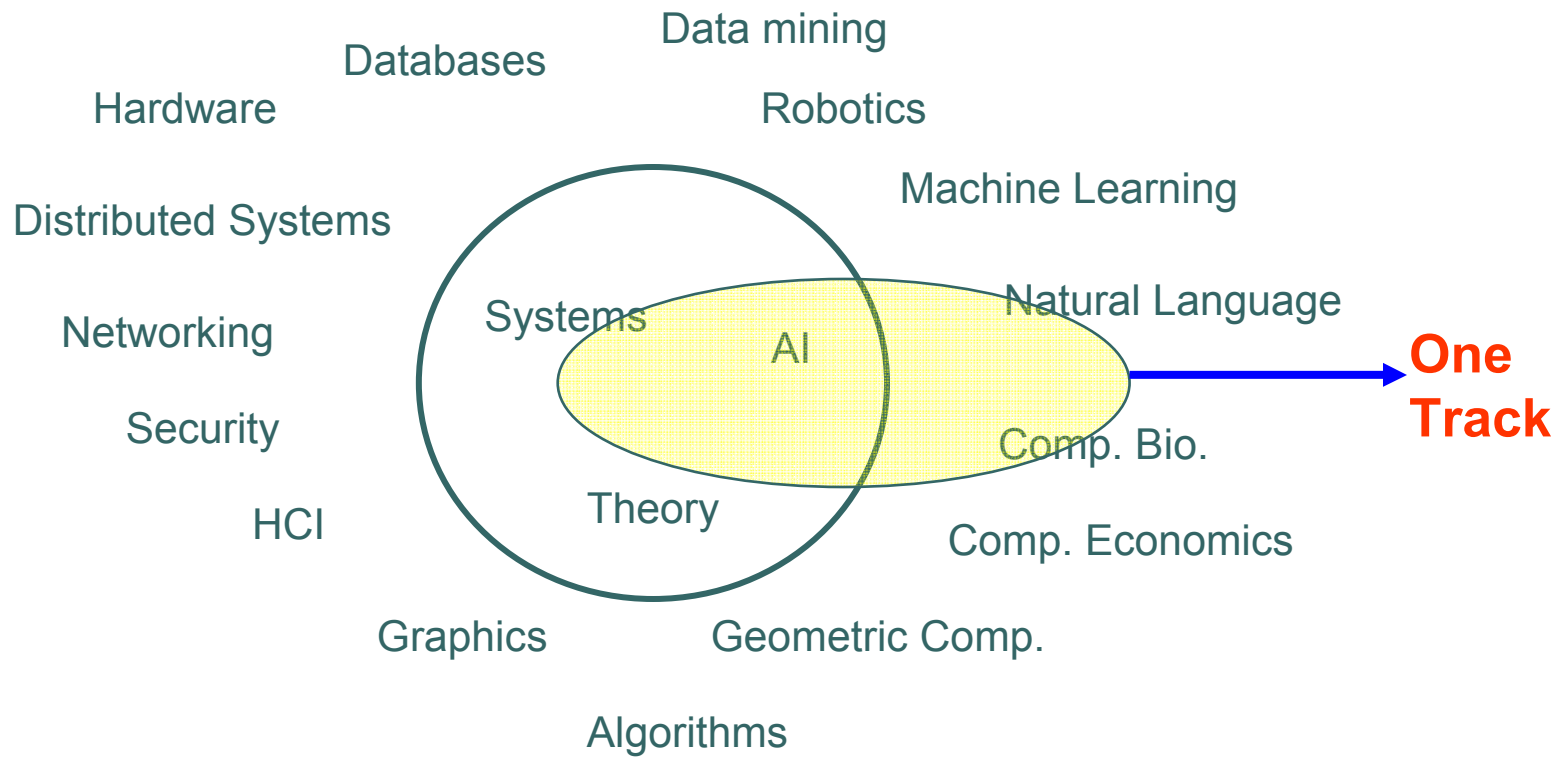 Data mining
Databases
Hardware
Robotics
Machine Learning
Distributed Systems
Natural Language
Systems
Networking
AI
One
Track
Security
Comp. Bio.
Theory
HCI
Comp. Economics
Graphics
Geometric Comp.
Algorithms